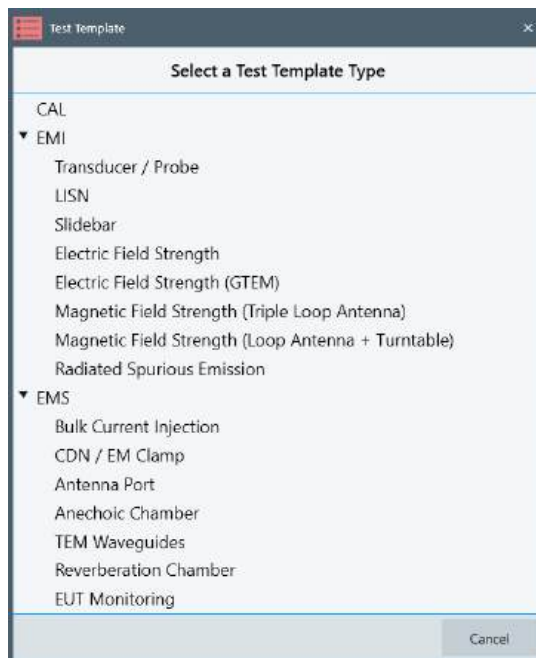 Test Template
Select a Test Template Type
CAL
EMI
Transducer / Probe
LISN
Slidebar
Electric Field Strength
Electric Field Strength (GTEM)
Magnetic Field Strength (Triple Loop Antenna)
Magnetic Field Strength (Loop Antenna + Turntable)
Radiated Spurious Emission
EMS
Bulk Current Injection
CDN / EM Clamp
Antenna Port
Anechoic Chamber
TEM Waveguides
Reverberation Chamber
EUT Monitoring
Cancel